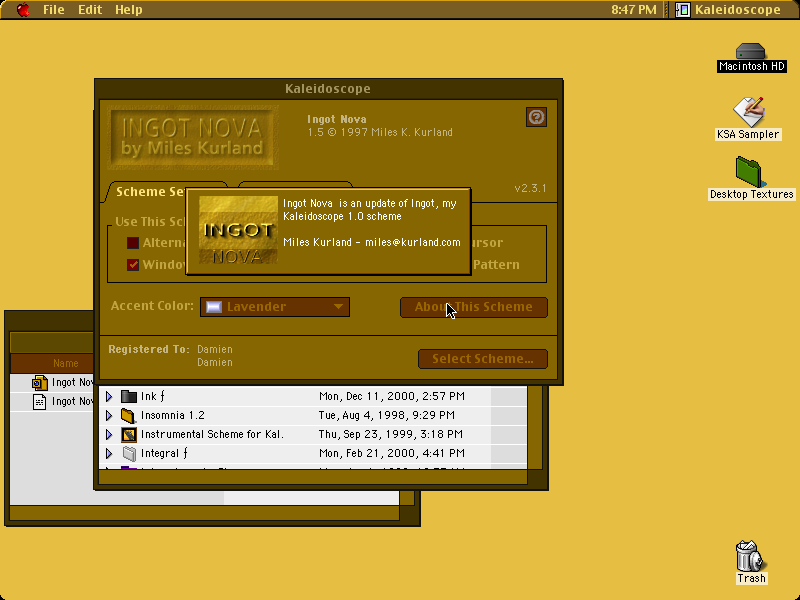 File Edit Help
8:47 PM
Kaleidoscope
Macintosh HD
KSA Sampler
Desktop Textures
Trash
Kaleidoscope
INGOT NOVA
by Miles Kurland
Ingot Nova
1.5 © 1997 Miles K. Kurland
v2.3.1
Scheme Se
Use This Sch
Alterna
Window
ursor
Pattern
INGOT
NOVA
Ingot Nova is an update of Ingot, my
Kaleidoscope 1.0 scheme
Miles Kurland - miles@kurland.com
Accent Color: Lavender
About This Scheme
Registered To: Damien
Damien
Select Scheme...
Name
Ingot Nov
Ingot Nov
Ink ƒ Mon, Dec 11, 2000, 2:57 PM
Insomnia 1.2 Tue, Aug 4, 1998, 9:29 PM
Instrumental Scheme for Kal. Thu, Sep 23, 1999, 3:18 PM
Integral ƒ Mon, Feb 21, 2000, 4:41 PM